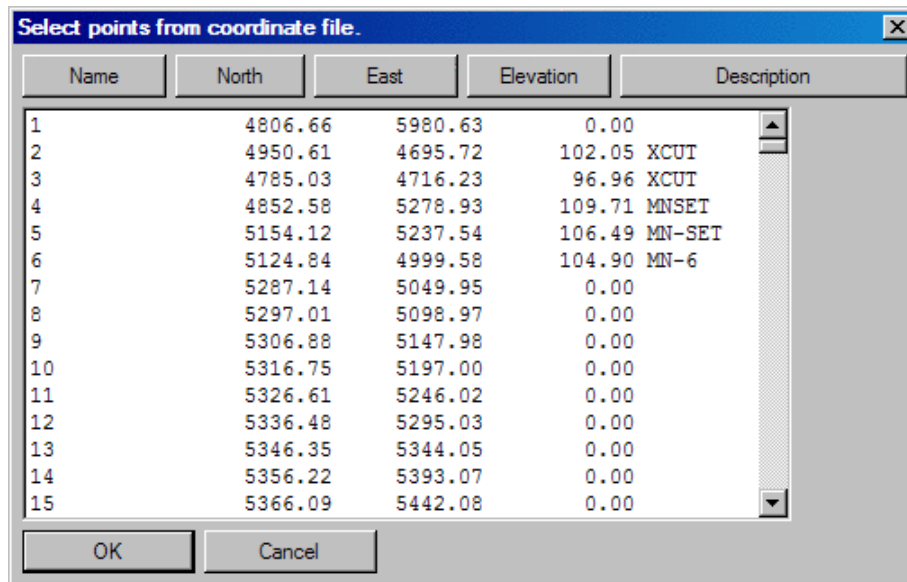 Select points from coordinate file.
Name North East Elevation Description
1 4806.66 5980.63 0.00
2 4950.61 4695.72 102.05 XCUT
3 4785.03 4716.23 96.96 XCUT
4 4852.58 5278.93 109.71 MNSET
5 5154.12 5237.54 106.49 MN-SET
6 5124.84 4999.58 104.90 MN-6
7 5287.14 5049.95 0.00
8 5297.01 5098.97 0.00
9 5306.88 5147.98 0.00
10 5316.75 5197.00 0.00
11 5326.61 5246.02 0.00
12 5336.48 5295.03 0.00
13 5346.35 5344.05 0.00
14 5356.22 5393.07 0.00
15 5366.09 5442.08 0.00
OK Cancel